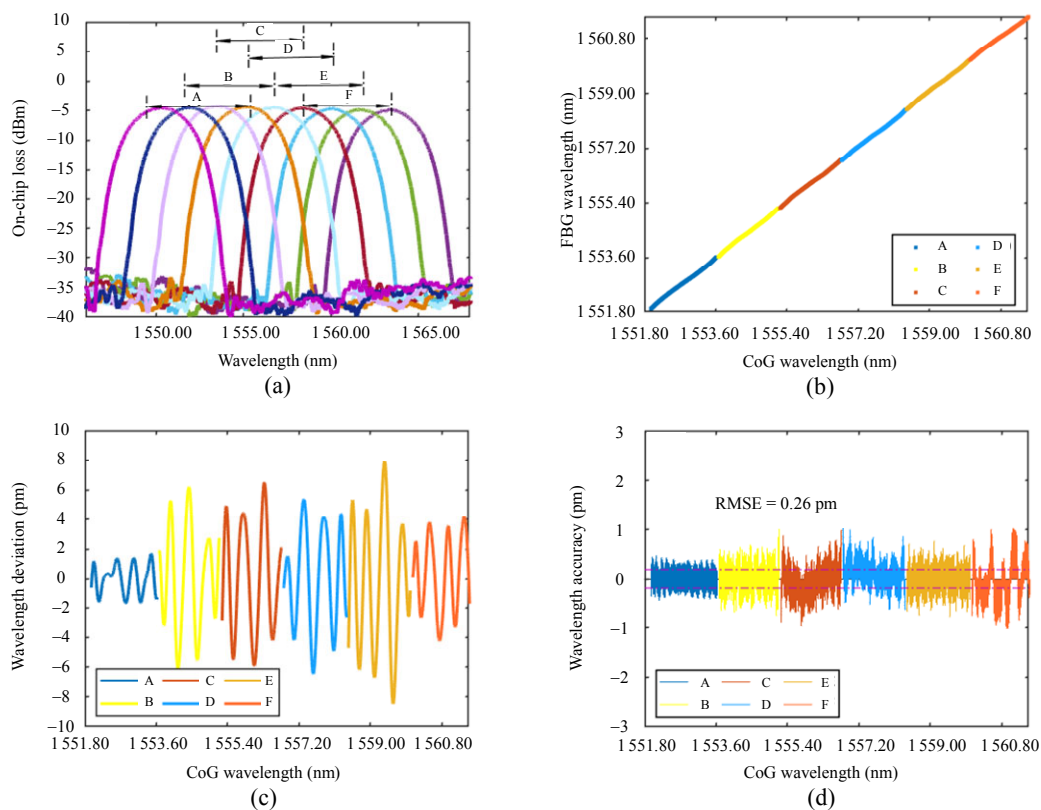 10
5
0
−5
−10
−15
−20
−25
−30
−35
−40
On-chip loss (dBm)
C
D
B
E
A
F
1 550.00 1 555.00 1 560.00 1 565.00
Wavelength (nm)
(a)
1 560.80
1 559.00
1 557.20
1 555.40
1 553.60
1 551.80
FBG wavelength (nm)
A D
B E
C F
1 551.80 1 553.60 1 555.40 1 557.20 1 559.00 1 560.80
CoG wavelength (nm)
(b)
10
8
6
4
2
0
−2
−4
−6
−8
−10
Wavelength deviation (pm)
A C E
B D F
1 551.80 1 553.60 1 555.40 1 557.20 1 559.00 1 560.80
CoG wavelength (nm)
(c)
3
2
1
0
−1
−2
−3
Wavelength accuracy (pm)
RMSE = 0.26 pm
A C E
B D F
1 551.80 1 553.60 1 555.40 1 557.20 1 559.00 1 560.80
CoG wavelength (nm)
(d)